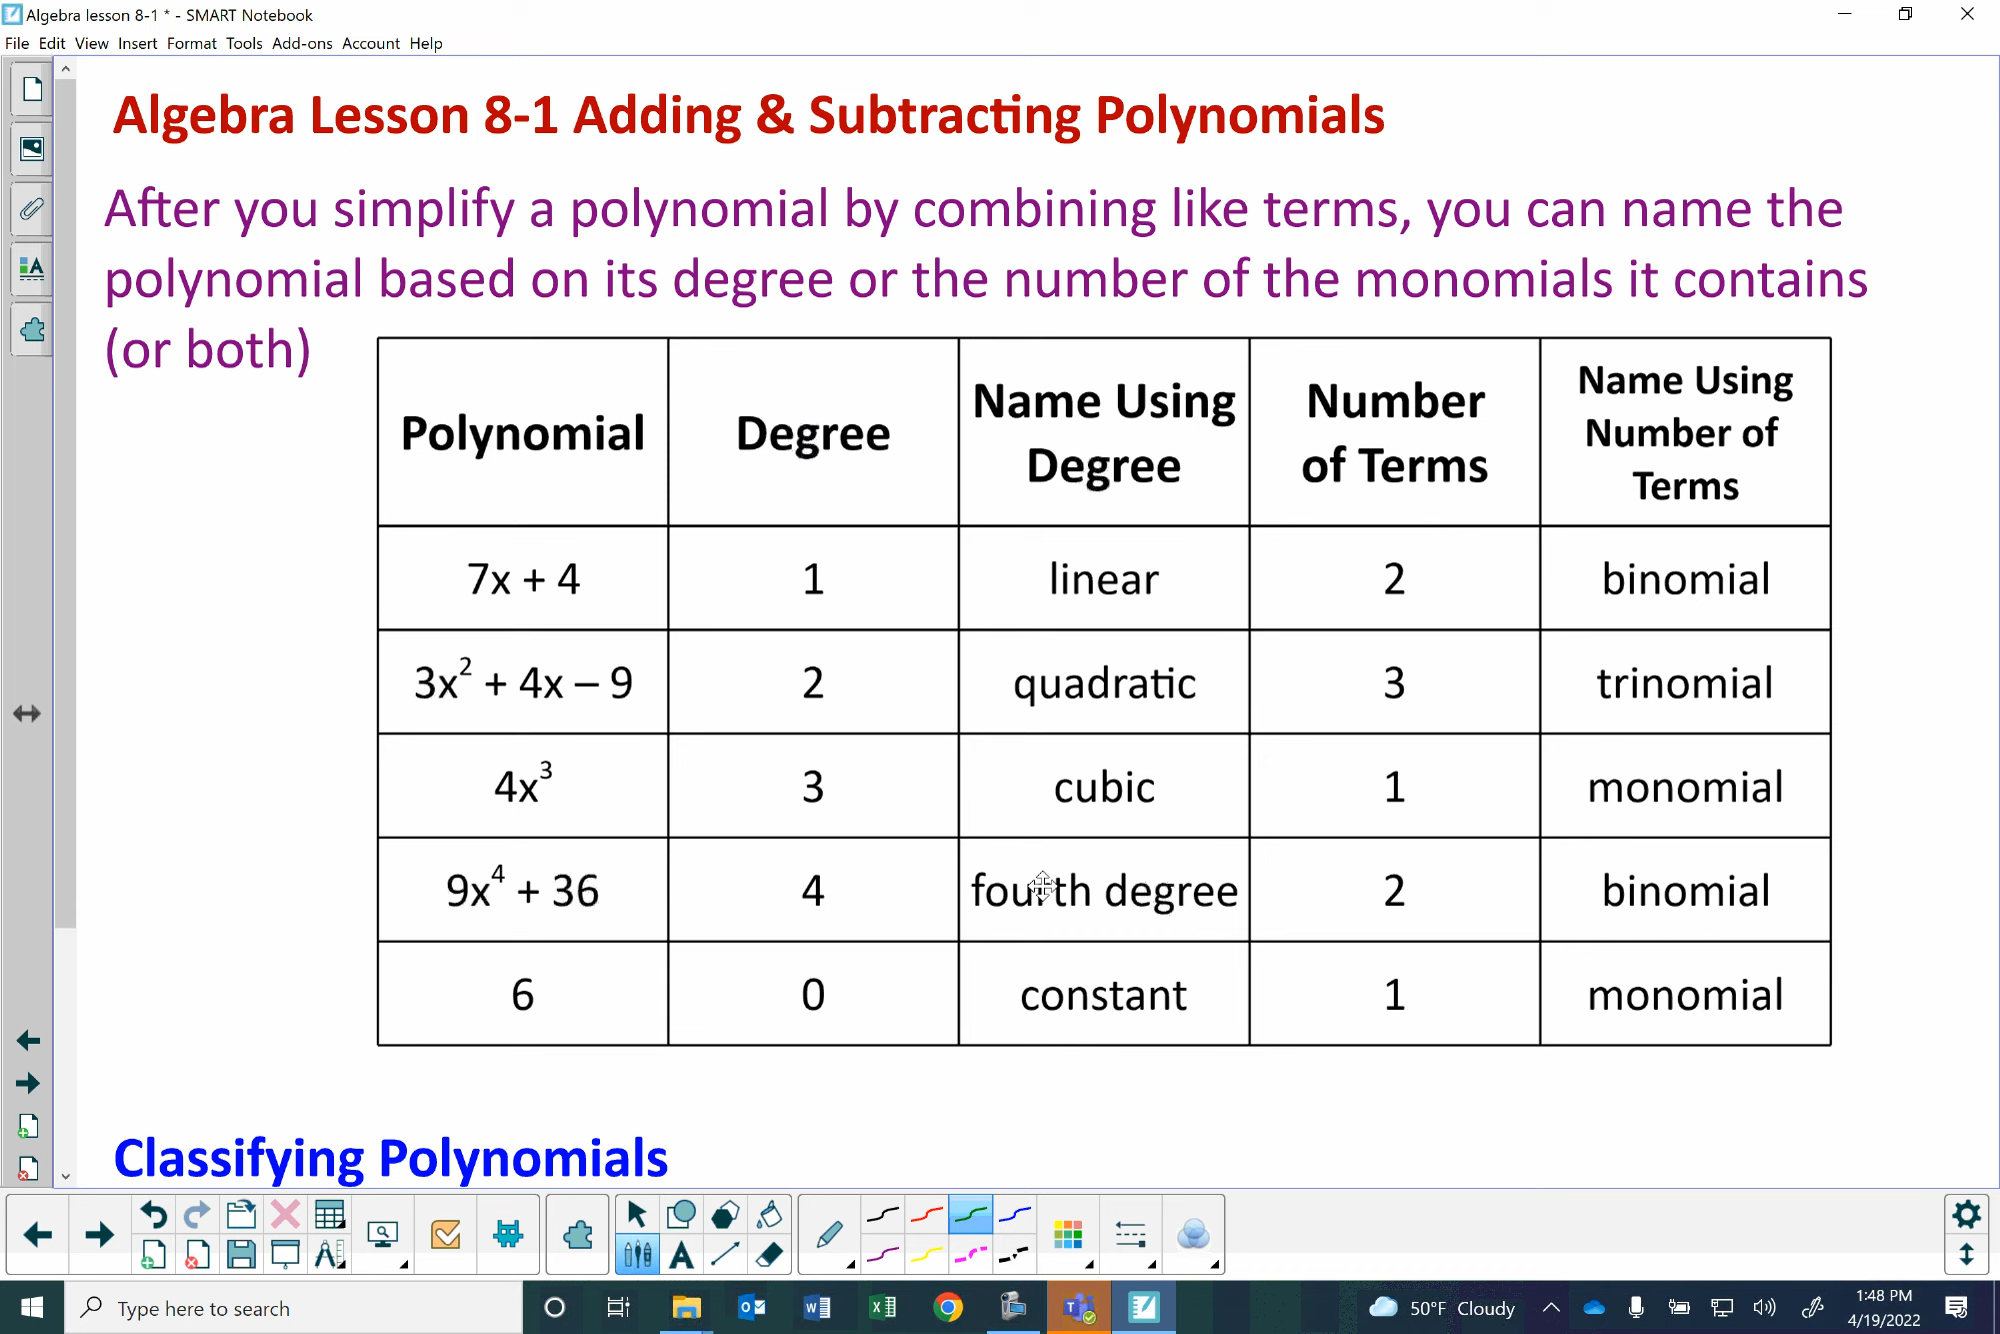 Algebra lesson 8-1 * - SMART Notebook
File Edit View Insert Format Tools Add-ons Account Help
Algebra Lesson 8-1 Adding & Subtracting Polynomials
After you simplify a polynomial by combining like terms, you can name the
polynomial based on its degree or the number of the monomials it contains
(or both)
Polynomial Degree Name Using Degree Number of Terms Name Using Number of Terms
7x + 4 1 linear 2 binomial
3x² + 4x – 9 2 quadratic 3 trinomial
4x³ 3 cubic 1 monomial
9x⁴ + 36 4 fourth degree 2 binomial
6 0 constant 1 monomial
Classifying Polynomials
Type here to search
50°F Cloudy
1:48 PM
4/19/2022